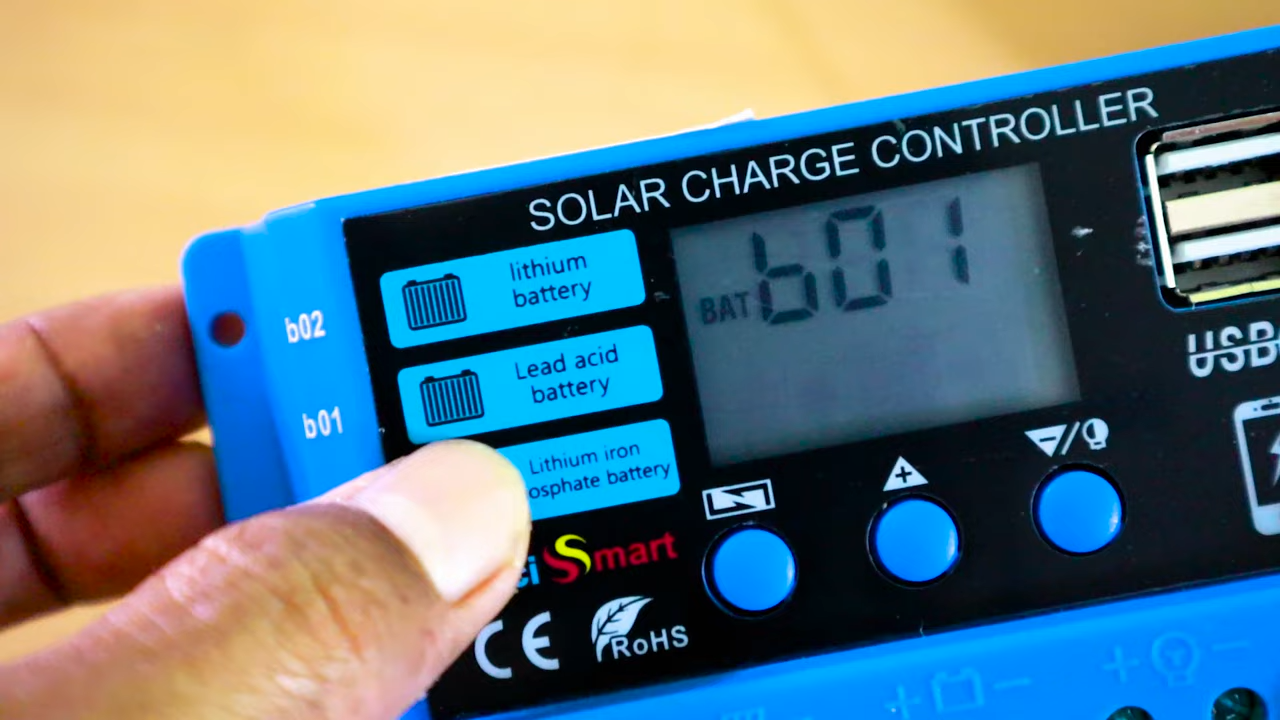 SOLAR CHARGE CONTROLLER
b02
lithium
battery
BAT b01
b01
Lead acid
battery
Lithium iron
battery
Smart
CE
RoHS
USB